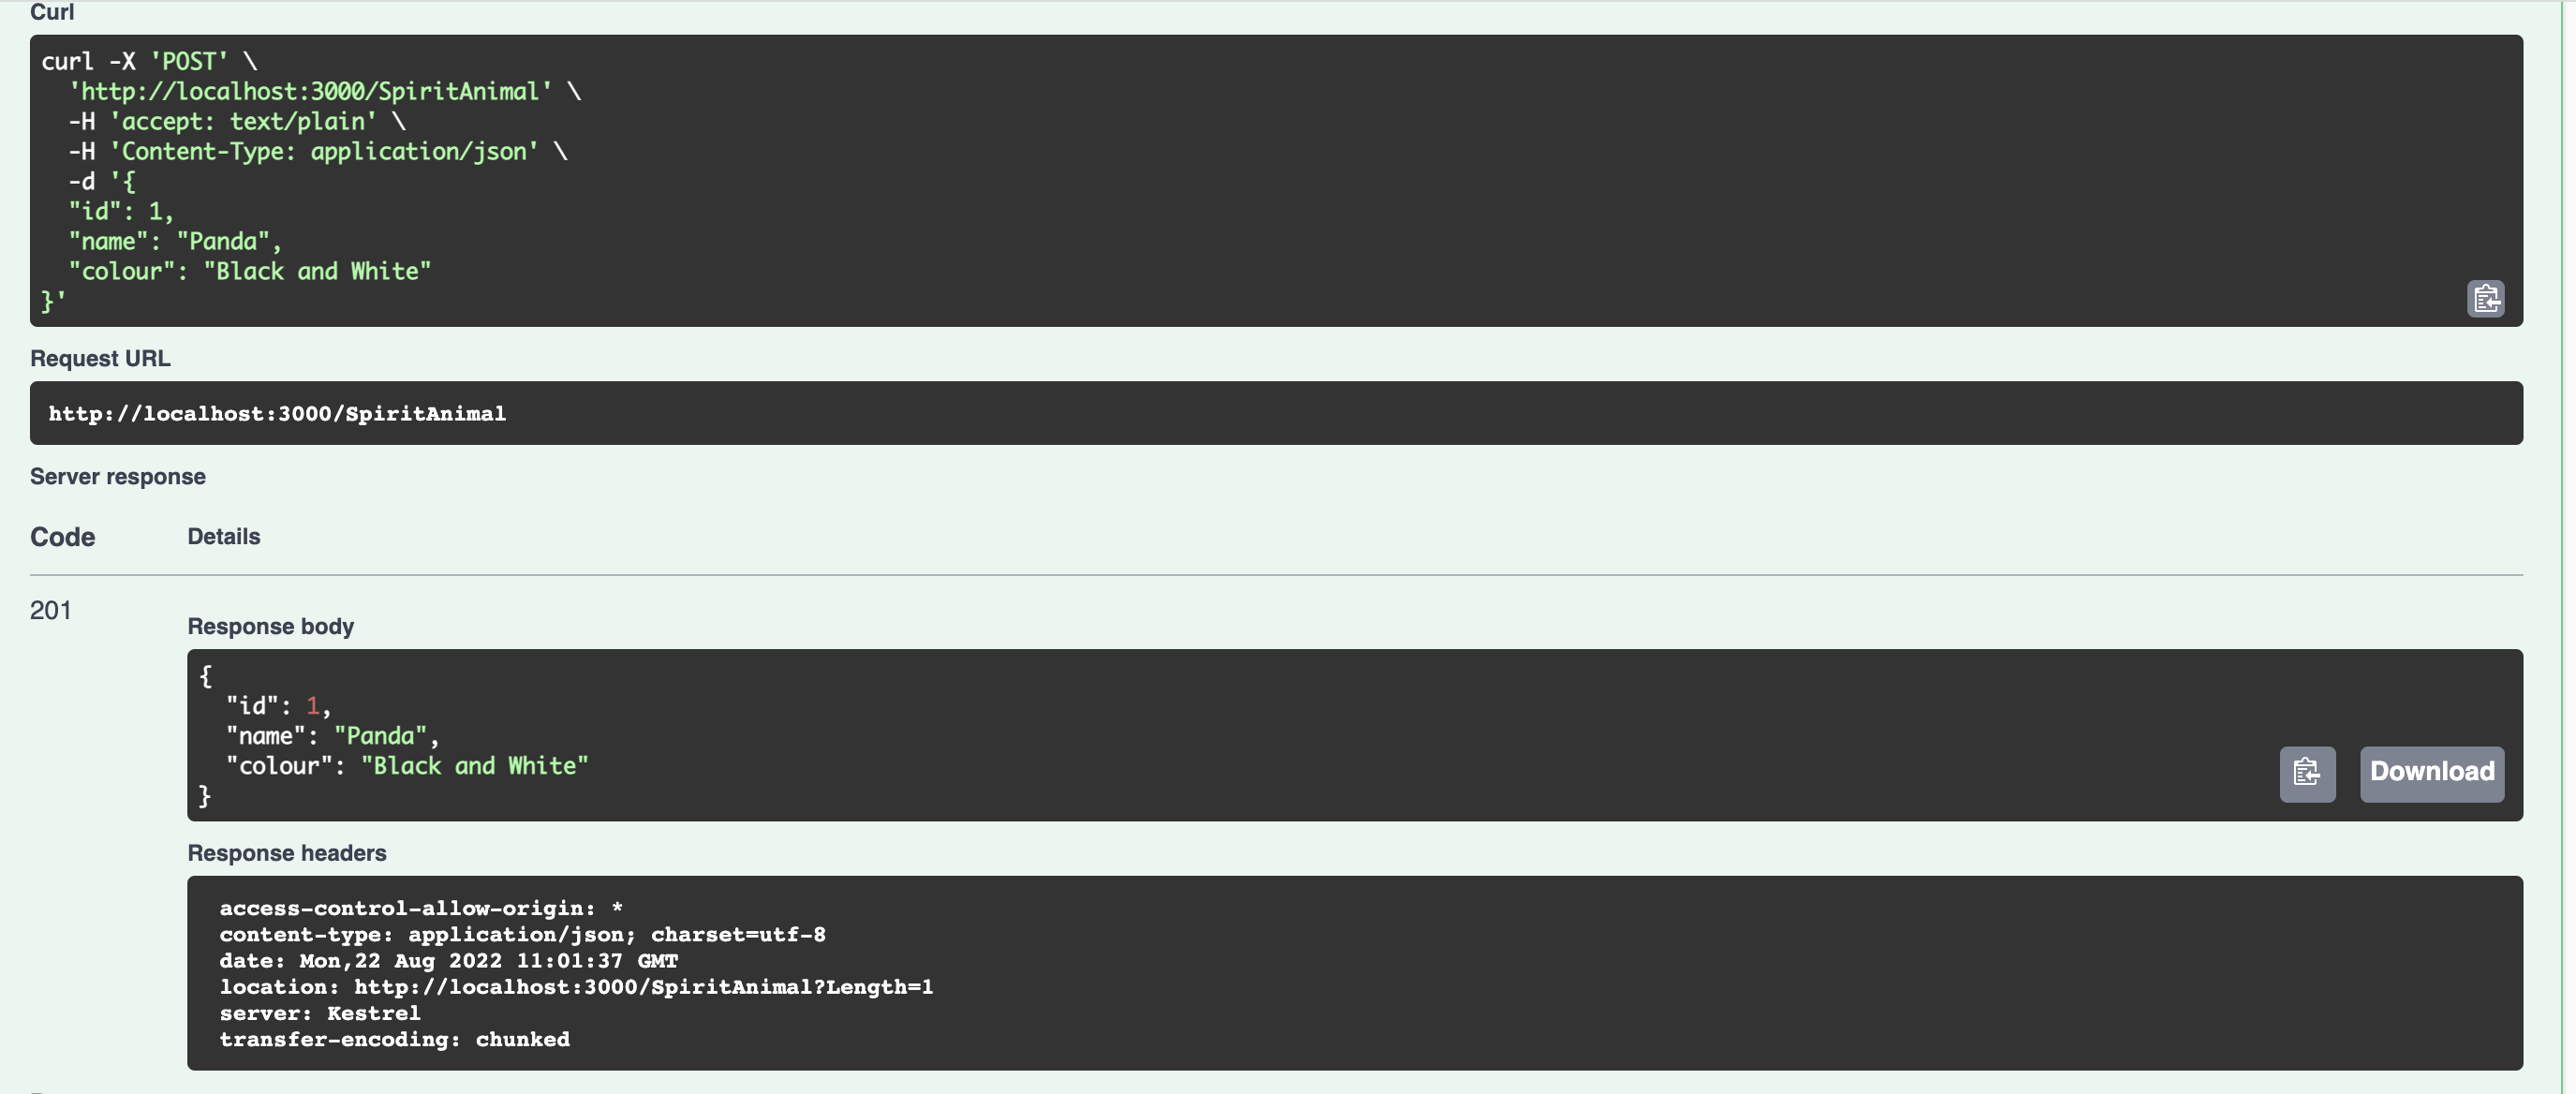 Curl
curl -X 'POST' \
  'http://localhost:3000/SpiritAnimal' \
  -H 'accept: text/plain' \
  -H 'Content-Type: application/json' \
  -d '{
  "id": 1,
  "name": "Panda",
  "colour": "Black and White"
}'
Request URL
http://localhost:3000/SpiritAnimal
Server response
Code Details
201
Response body
{
  "id": 1,
  "name": "Panda",
  "colour": "Black and White"
}
Download
Response headers
access-control-allow-origin: *
content-type: application/json; charset=utf-8
date: Mon,22 Aug 2022 11:01:37 GMT
location: http://localhost:3000/SpiritAnimal?Length=1
server: Kestrel
transfer-encoding: chunked